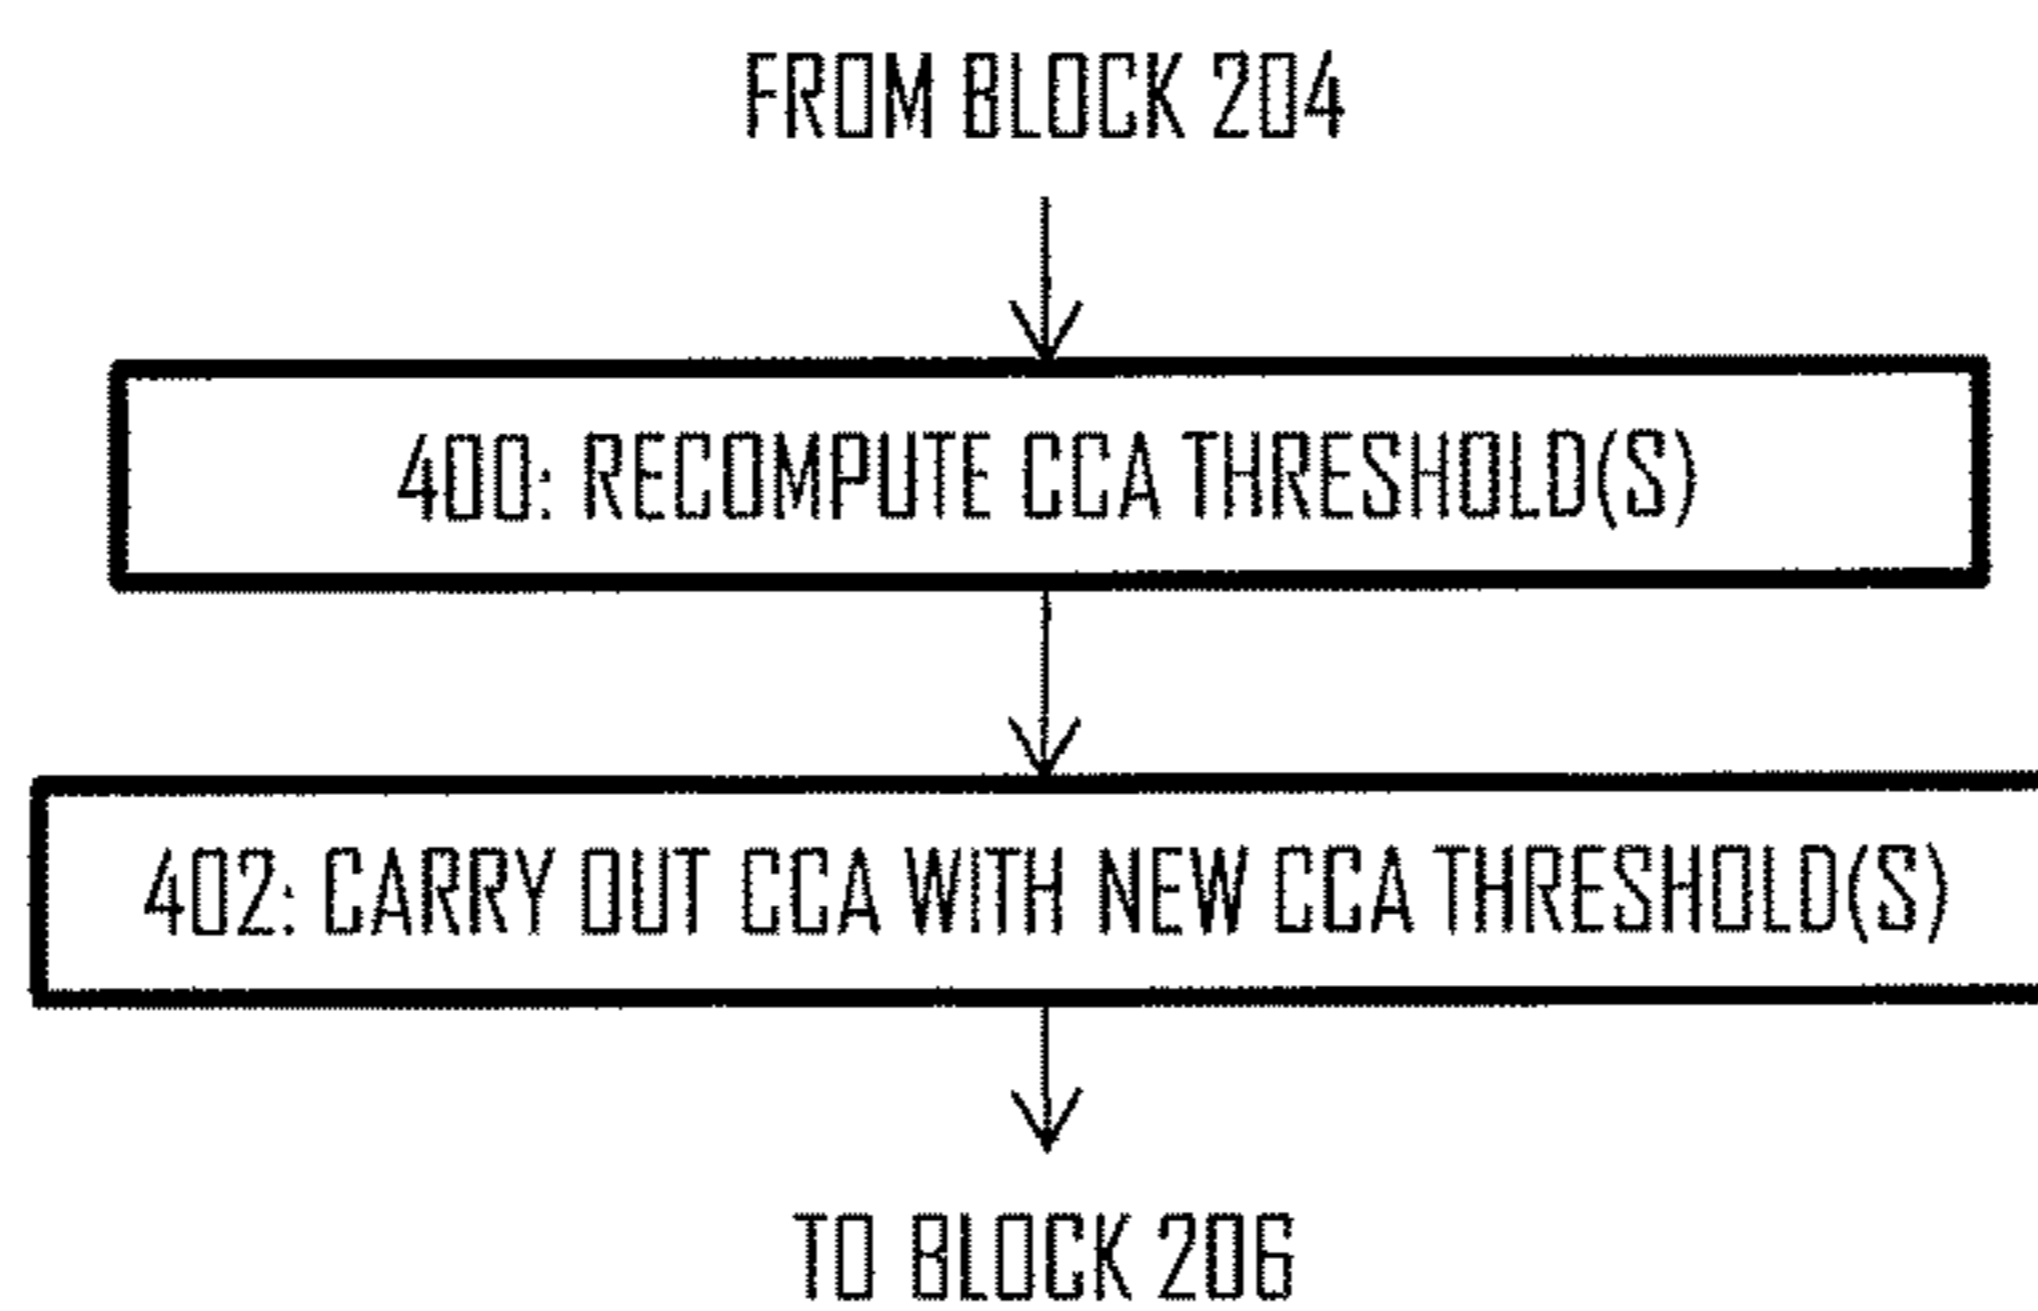 FROM BLOCK 204
400: RECOMPUTE CCA THRESHOLD(S)
402: CARRY OUT CCA WITH NEW CCA THRESHOLD(S)
TO BLOCK 206